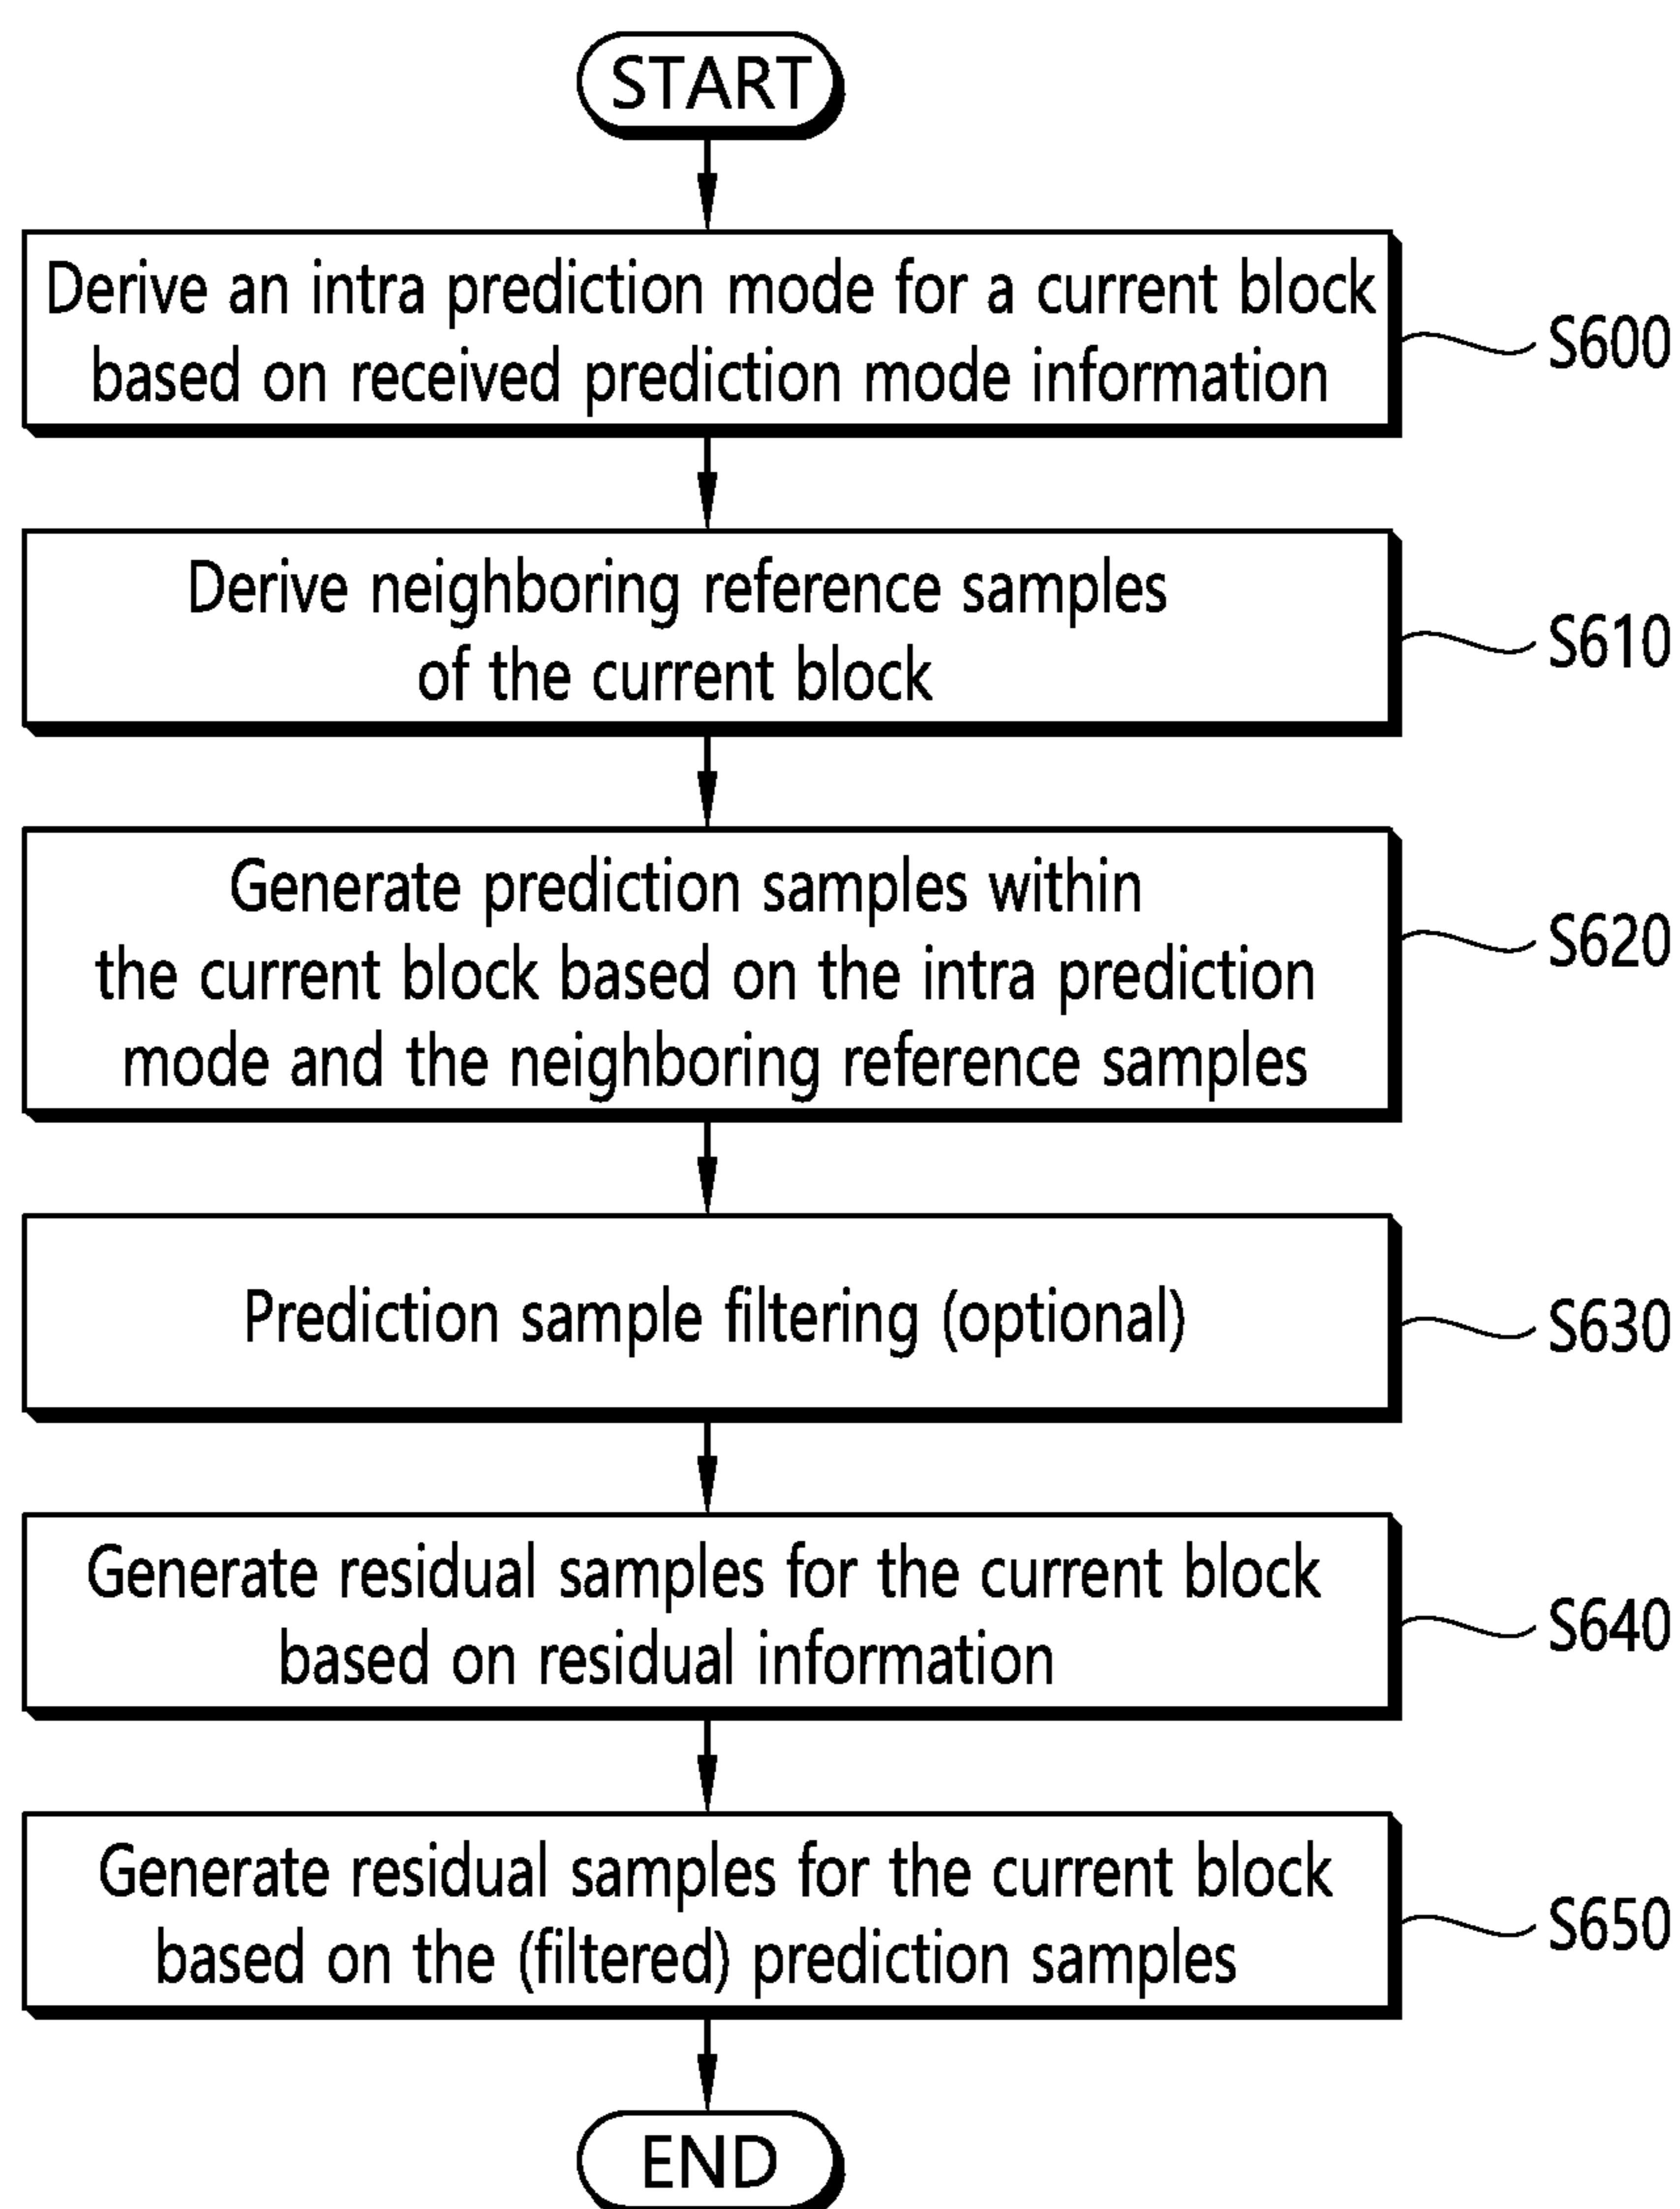 START
Derive an intra prediction mode for a current block
based on received prediction mode information
S600
Derive neighboring reference samples
of the current block
S610
Generate prediction samples within
the current block based on the intra prediction
mode and the neighboring reference samples
S620
Prediction sample filtering (optional)
S630
Generate residual samples for the current block
based on residual information
S640
Generate residual samples for the current block
based on the (filtered) prediction samples
S650
END